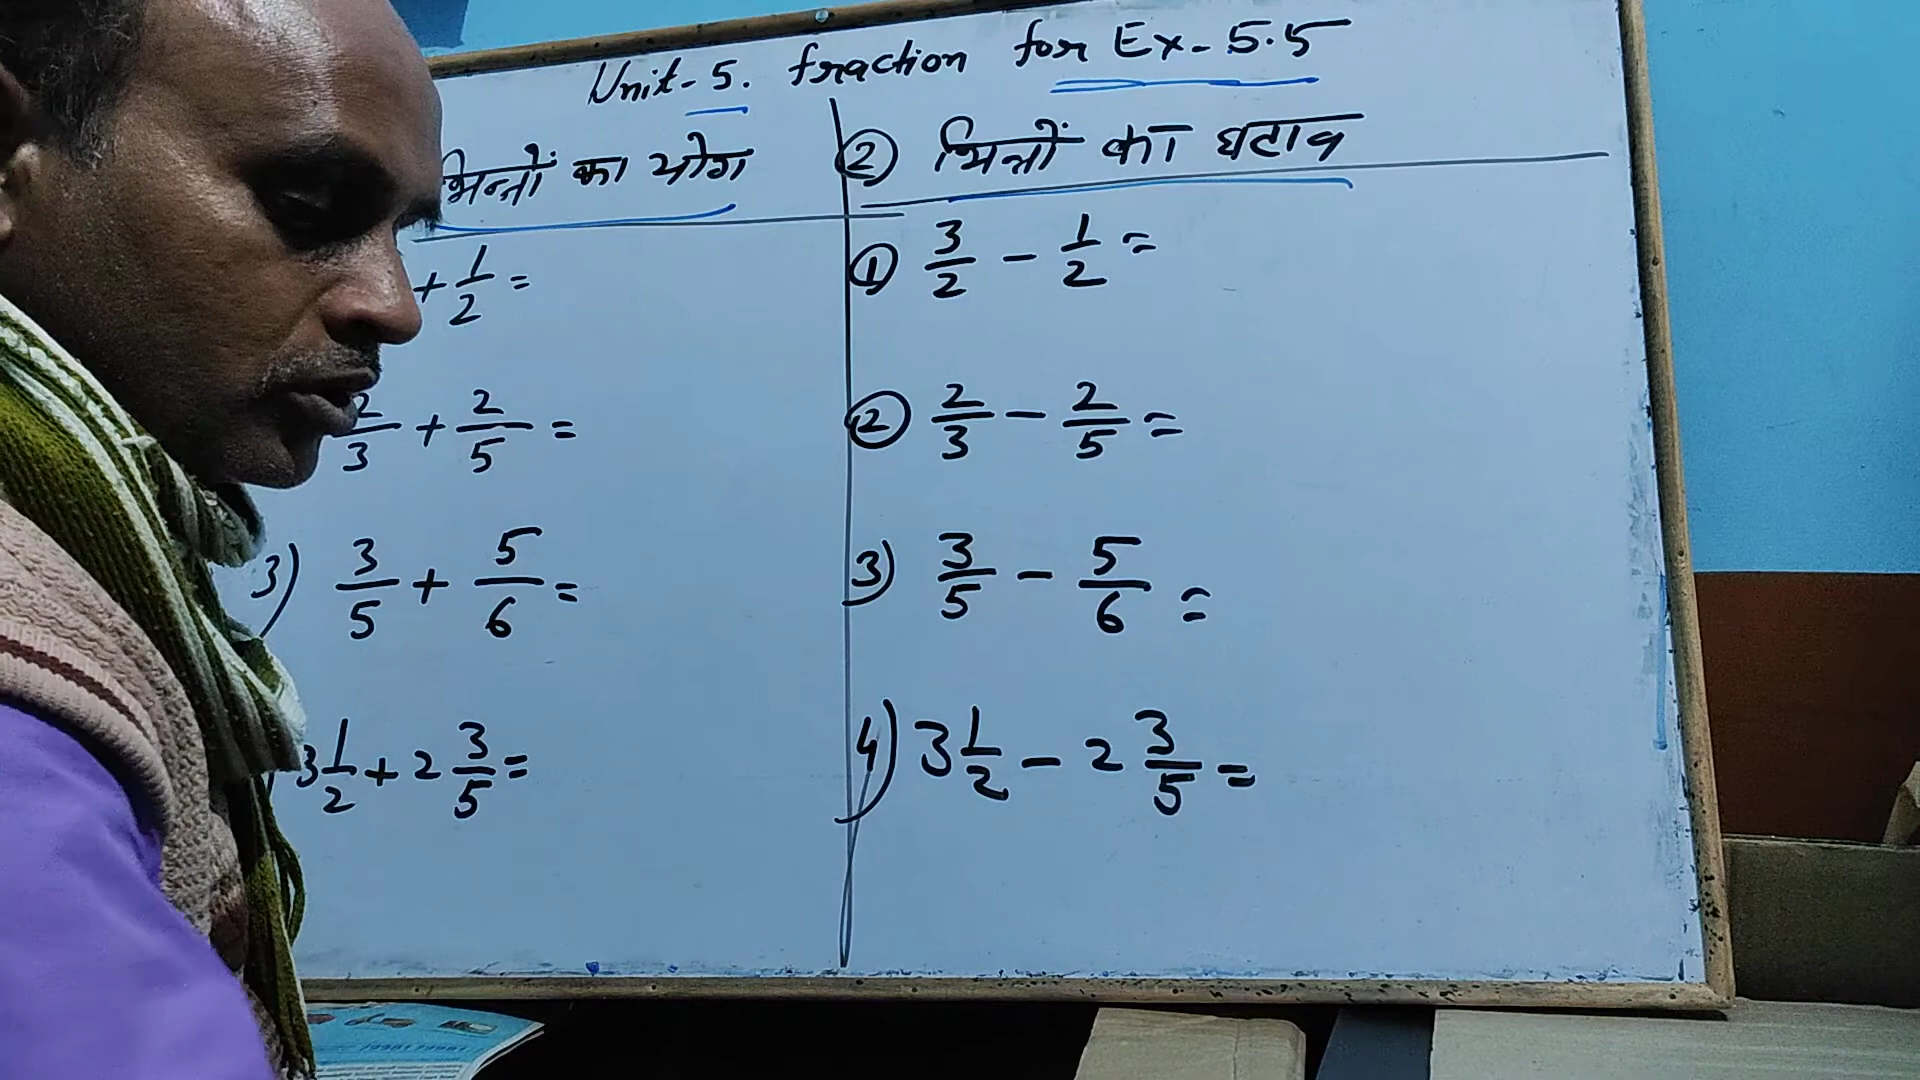 Unit-5. fraction for Ex-5.5
भिन्नों का योग
+ 1/2 =
2/3 + 2/5 =
3) 3/5 + 5/6 =
3 1/2 + 2 3/5 =
② भिन्नों का घटाव
① 3/2 - 1/2 =
② 2/3 - 2/5 =
3) 3/5 - 5/6 =
4) 3 1/2 - 2 3/5 =